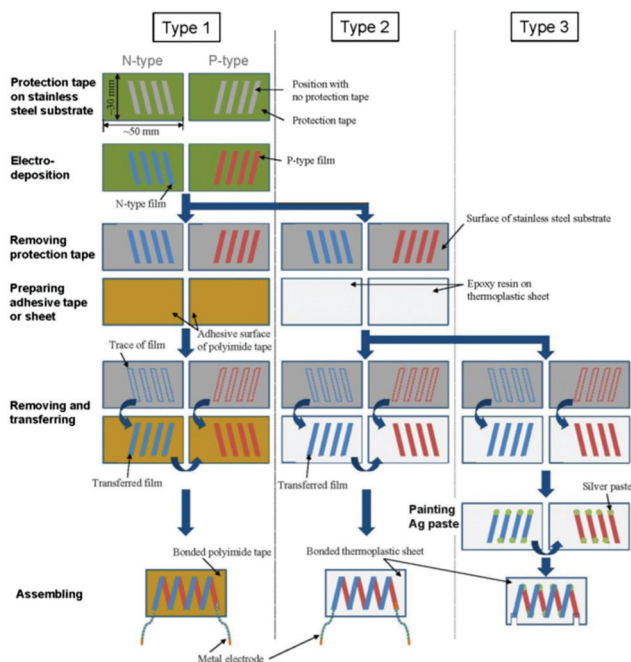 Type 1
Type 2
Type 3
N-type
P-type
Protection tape
on stainless
steel substrate
~30 mm
~50 mm
Position with
no protection tape
Protection tape
Electro-
deposition
P-type film
N-type film
Removing
protection tape
Surface of stainless steel substrate
Preparing
adhesive tape
or sheet
Epoxy resin on
thermoplastic sheet
Adhesive surface
of polyimide tape
Trace of film
Removing and
transferring
Transferred film
Transferred film
Painting
Ag paste
Silver paste
Bonded polyimide tape
Bonded thermoplastic sheet
Assembling
Metal electrode